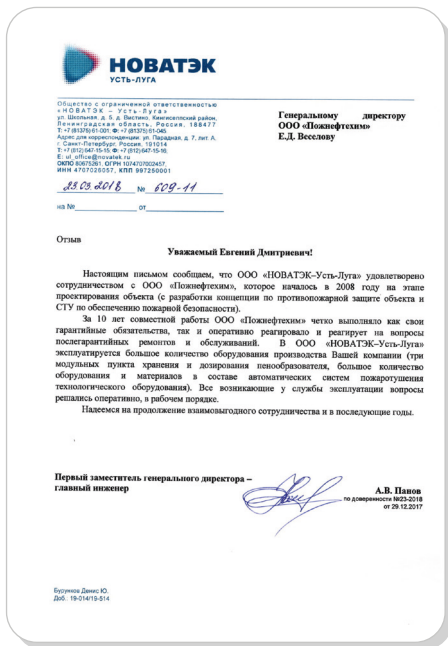 НОВАТЭК
УСТЬ-ЛУГА
Общество с ограниченной ответственностью
«НОВАТЭК – Усть-Луга»
ул. Школьная, д. 5, д. Вистино, Кингисеппский район,
Ленинградская область, Россия, 188477
Т: +7 (81375) 61-001, Ф: +7 (81375) 61-045
Адрес для корреспонденции: ул. Парадная, д. 7, лит. А,
г. Санкт-Петербург, Россия, 191014
Т: +7 (812) 647-15-15; Ф: +7 (812) 647-15-16,
E: ul_office@novatek.ru
ОКПО 80675261, ОГРН 1074707002457,
ИНН 4707026057, КПП 997250001
23.03.2018 № 609-11
на № от
Генеральному директору
ООО «Пожнефтехим»
Е.Д. Веселову
Отзыв
Уважаемый Евгений Дмитриевич!
Настоящим письмом сообщаем, что ООО «НОВАТЭК–Усть-Луга» удовлетворено
сотрудничеством с ООО «Пожнефтехим», которое началось в 2008 году на этапе
проектирования объекта (с разработки концепции по противопожарной защите объекта и
СТУ по обеспечению пожарной безопасности).
За 10 лет совместной работы ООО «Пожнефтехим» четко выполняло как свои
гарантийные обязательства, так и оперативно реагировало и реагирует на вопросы
послегарантийных ремонтов и обслуживаний. В ООО «НОВАТЭК–Усть-Луга»
эксплуатируется большое количество оборудования производства Вашей компании (три
модульных пункта хранения и дозирования пенообразователя, большое количество
оборудования и материалов в составе автоматических систем пожаротушения
технологического оборудования). Все возникающие у службы эксплуатации вопросы
решались оперативно, в рабочем порядке.
Надеемся на продолжение взаимовыгодного сотрудничества и в последующие годы.
Первый заместитель генерального директора –
главный инженер
А.В. Панов
по доверенности №23-2018
от 29.12.2017
Бурунков Денис Ю.
Доб.: 19-014/19-514